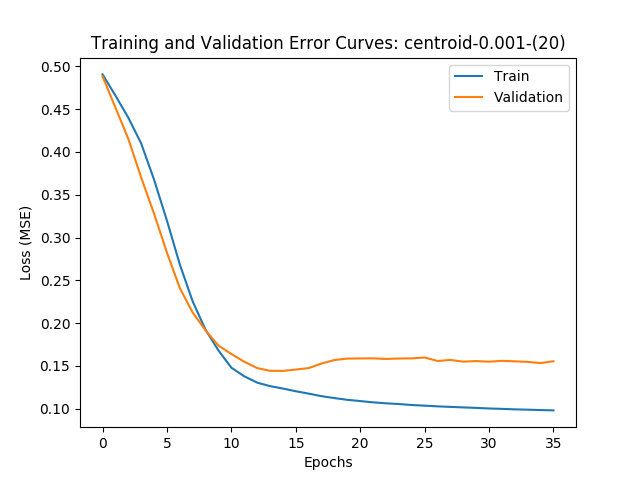 Training and Validation Error Curves: centroid-0.001-(20)
Train
Validation
0.50
0.45
0.40
0.35
0.30
0.25
0.20
0.15
0.10
Loss (MSE)
0 5 10 15 20 25 30 35
Epochs